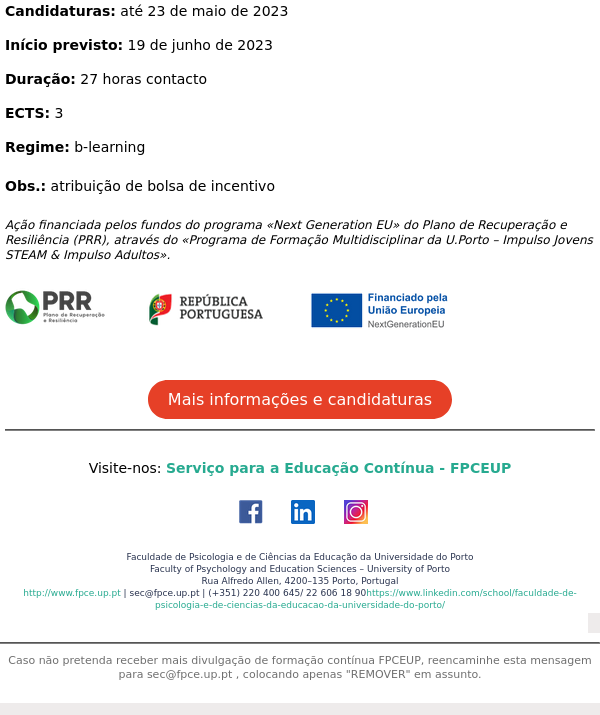 Candidaturas: até 23 de maio de 2023
Início previsto: 19 de junho de 2023
Duração: 27 horas contacto
ECTS: 3
Regime: b-learning
Obs.: atribuição de bolsa de incentivo
Ação financiada pelos fundos do programa «Next Generation EU» do Plano de Recuperação e
Resiliência (PRR), através do «Programa de Formação Multidisciplinar da U.Porto – Impulso Jovens
STEAM & Impulso Adultos».
PRR
Plano de Recuperação
e Resiliência
REPÚBLICA
PORTUGUESA
Financiado pela
União Europeia
NextGenerationEU
Mais informações e candidaturas
Visite-nos: Serviço para a Educação Contínua - FPCEUP
Faculdade de Psicologia e de Ciências da Educação da Universidade do Porto
Faculty of Psychology and Education Sciences – University of Porto
Rua Alfredo Allen, 4200–135 Porto, Portugal
http://www.fpce.up.pt | sec@fpce.up.pt | (+351) 220 400 645/ 22 606 18 90https://www.linkedin.com/school/faculdade-de-
psicologia-e-de-ciencias-da-educacao-da-universidade-do-porto/
Caso não pretenda receber mais divulgação de formação contínua FPCEUP, reencaminhe esta mensagem
para sec@fpce.up.pt , colocando apenas "REMOVER" em assunto.